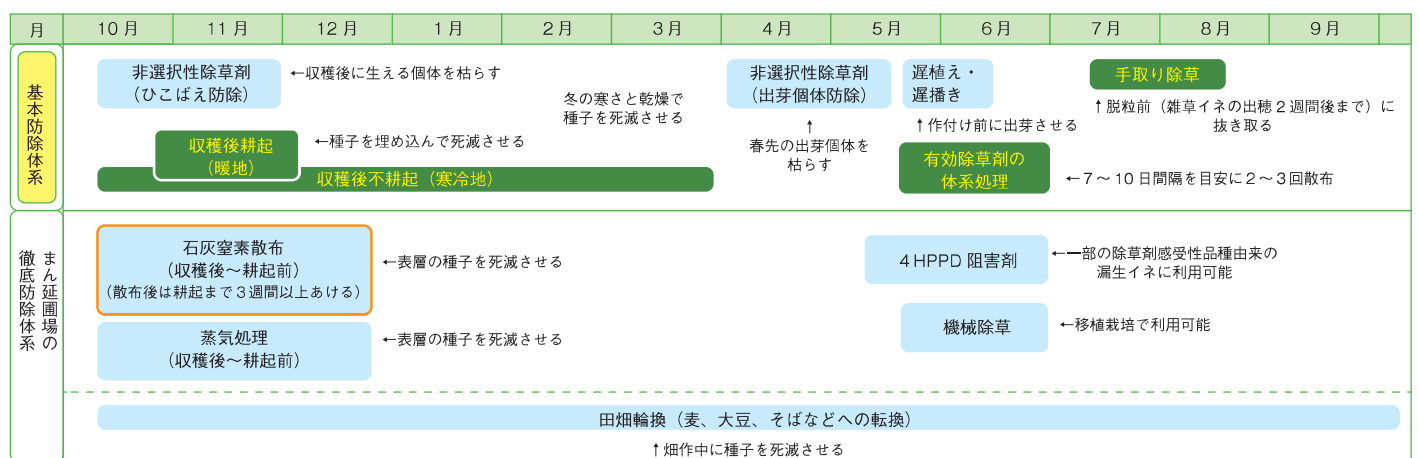 月
10月
11月
12月
1月
2月
3月
4月
5月
6月
7月
8月
9月
基本防除体系
非選択性除草剤
（ひこばえ防除）
←収穫後に生える個体を枯らす
冬の寒さと乾燥で
種子を死滅させる
非選択性除草剤
（出芽個体防除）
↑
春先の出芽個体を
枯らす
遅植え・
遅播き
↑作付け前に出芽させる
手取り除草
↑脱粒前（雑草イネの出穂２週間後まで）に
抜き取る
収穫後耕起
（暖地）
←種子を埋め込んで死滅させる
収穫後不耕起（寒冷地）
有効除草剤の
体系処理
←７～10日間隔を目安に２～３回散布
まん延圃場の
徹底防除体系
石灰窒素散布
（収穫後～耕起前）
（散布後は耕起まで３週間以上あける）
←表層の種子を死滅させる
4HPPD 阻害剤
←一部の除草剤感受性品種由来の
漏生イネに利用可能
蒸気処理
（収穫後～耕起前）
←表層の種子を死滅させる
機械除草
←移植栽培で利用可能
田畑輪換（麦、大豆、そばなどへの転換）
↑畑作中に種子を死滅させる